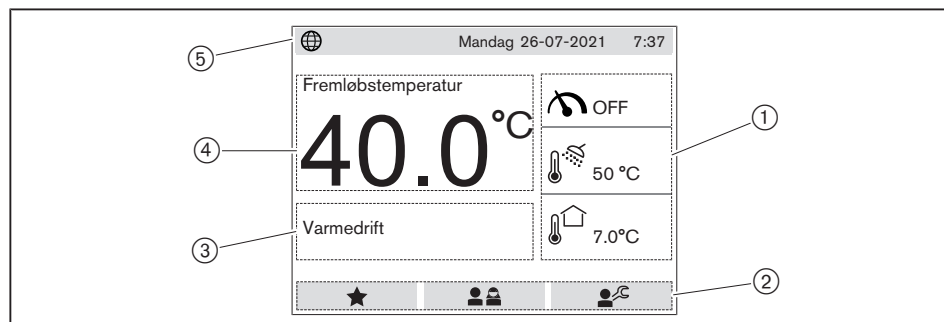 Mandag 26-07-2021 7:37
Fremløbstemperatur
40.0°C
Varmedrift
OFF
50 °C
7.0°C
1
2
3
4
5